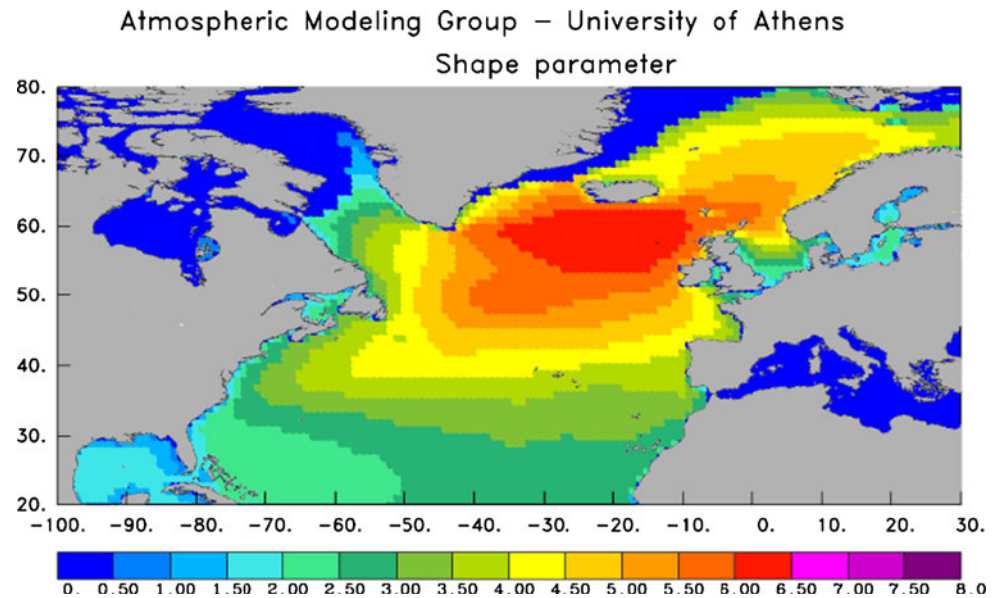 Atmospheric Modeling Group – University of Athens
Shape parameter
80.
70.
60.
50.
40.
30.
20.
-100. -90. -80. -70. -60. -50. -40. -30. -20. -10. 0. 10. 20. 30.
0. 0.50 1.00 1.50 2.00 2.50 3.00 3.50 4.00 4.50 5.00 5.50 6.00 6.50 7.00 7.50 8.0